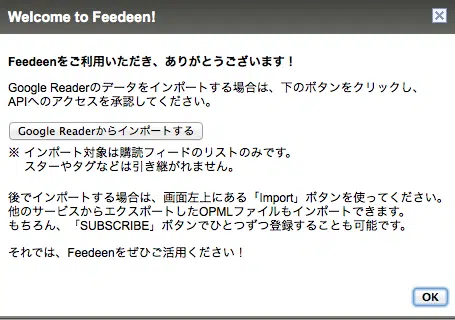 Welcome to Feedeen!
Feedeenをご利用いただき、ありがとうございます！
Google Readerのデータをインポートする場合は、下のボタンをクリックし、
APIへのアクセスを承認してください。
Google Readerからインポートする
※ インポート対象は購読フィードのリストのみです。
スターやタグなどは引き継がれません。
後でインポートする場合は、画面左上にある「Import」ボタンを使ってください。
他のサービスからエクスポートしたOPMLファイルもインポートできます。
もちろん、「SUBSCRIBE」ボタンでひとつずつ登録することも可能です。
それでは、Feedeenをぜひご活用ください！
OK